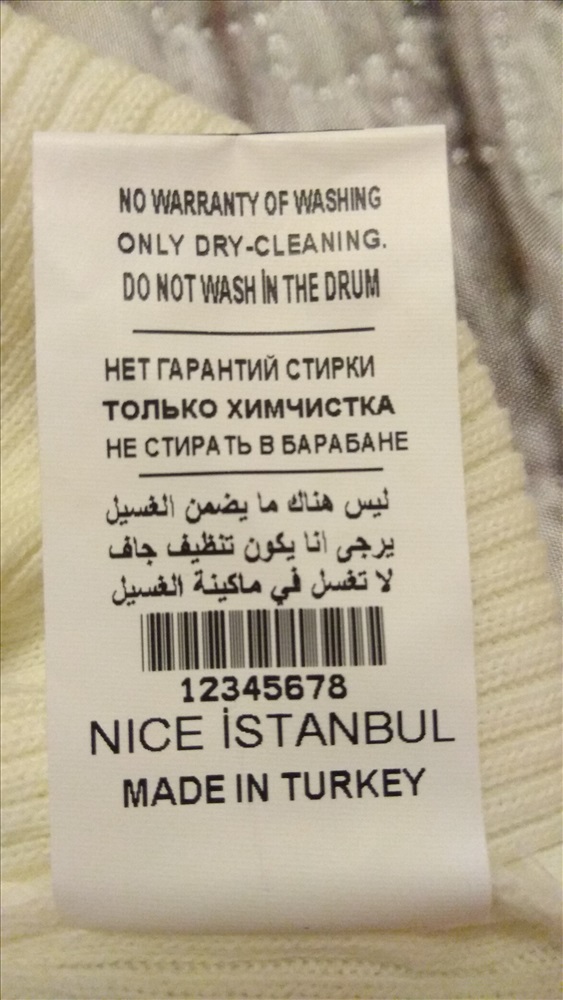 NO WARRANTY OF WASHING
ONLY DRY-CLEANING.
DO NOT WASH İN THE DRUM
НЕТ ГАРАНТИЙ СТИРКИ
ТОЛЬКО ХИМЧИСТКА
НЕ СТИРАТЬ В БАРАБАНЕ
ليس هناك ما يضمن الغسيل
يرجى انا يكون تنظيف جاف
لا تغسل في ماكينة الغسيل
12345678
NICE İSTANBUL
MADE IN TURKEY